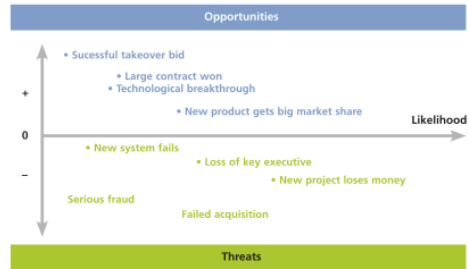 Opportunities
• Sucessful takeover bid
• Large contract won
• Technological breakthrough
+
• New product gets big market share
Likelihood
0
• New system fails
• Loss of key executive
–
• New project loses money
Serious fraud
Failed acquisition
Threats